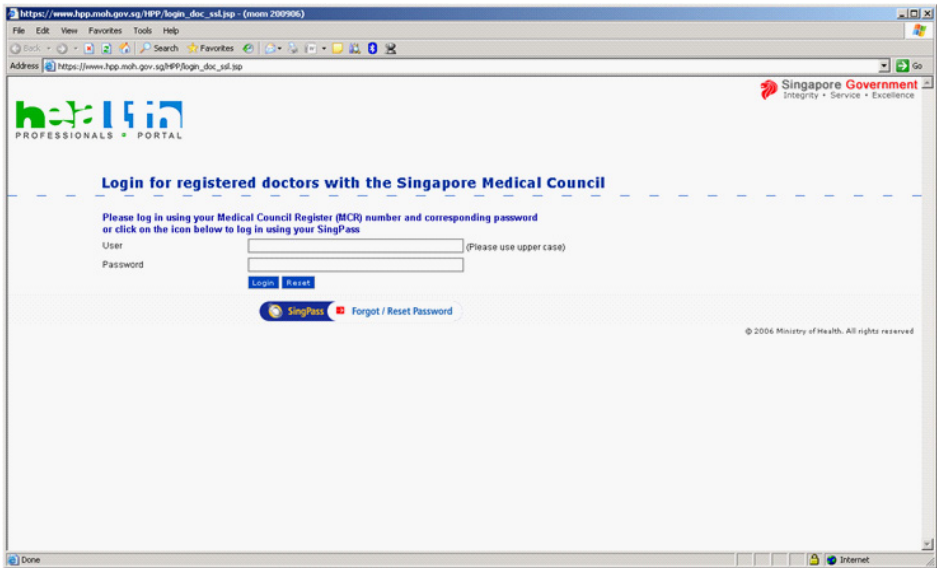 https://www.hpp.moh.gov.sg/HPP/login_doc_ssl.jsp - (mom 200906)
File Edit View Favorites Tools Help
Back Search Favorites
Address https://www.hpp.moh.gov.sg/HPP/login_doc_ssl.jsp Go
Singapore Government
Integrity • Service • Excellence
health
PROFESSIONALS PORTAL
Login for registered doctors with the Singapore Medical Council
Please log in using your Medical Council Register (MCR) number and corresponding password
or click on the icon below to log in using your SingPass
User (Please use upper case)
Password
Login Reset
SingPass Forgot / Reset Password
© 2006 Ministry of Health. All rights reserved
Done Internet